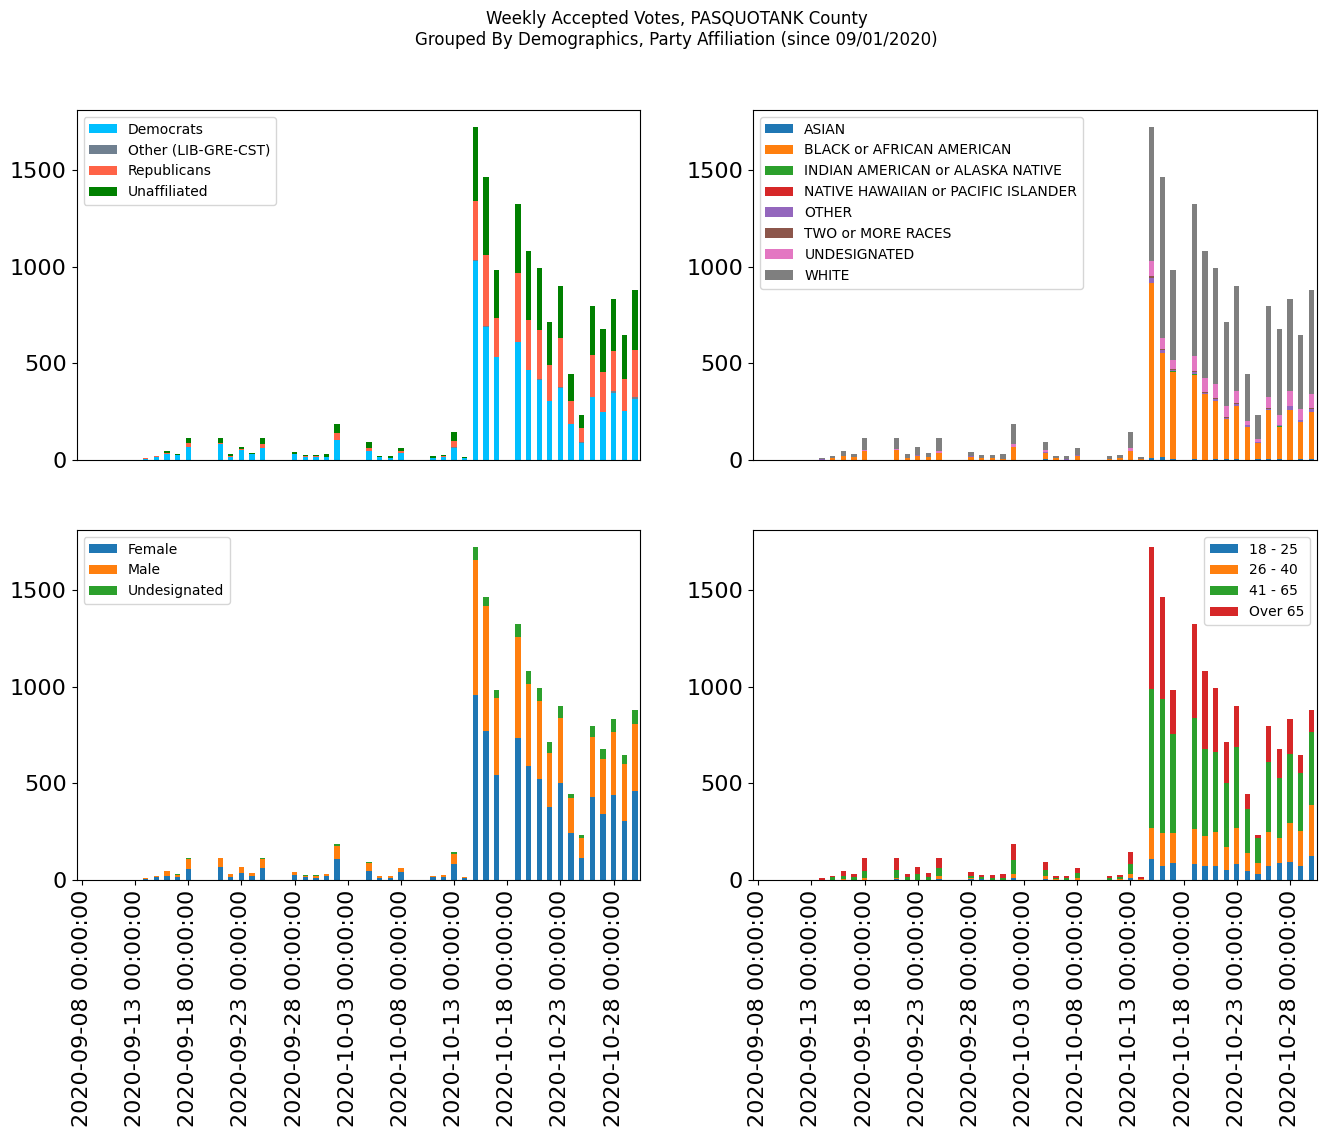 Weekly Accepted Votes, PASQUOTANK County
Grouped By Demographics, Party Affiliation (since 09/01/2020)
Democrats
Other (LIB-GRE-CST)
Republicans
Unaffiliated
1500
1000
500
0
ASIAN
BLACK or AFRICAN AMERICAN
INDIAN AMERICAN or ALASKA NATIVE
NATIVE HAWAIIAN or PACIFIC ISLANDER
OTHER
TWO or MORE RACES
UNDESIGNATED
WHITE
1500
1000
500
0
Female
Male
Undesignated
1500
1000
500
0
2020-09-08 00:00:00
2020-09-13 00:00:00
2020-09-18 00:00:00
2020-09-23 00:00:00
2020-09-28 00:00:00
2020-10-03 00:00:00
2020-10-08 00:00:00
2020-10-13 00:00:00
2020-10-18 00:00:00
2020-10-23 00:00:00
2020-10-28 00:00:00
18 - 25
26 - 40
41 - 65
Over 65
1500
1000
500
0
2020-09-08 00:00:00
2020-09-13 00:00:00
2020-09-18 00:00:00
2020-09-23 00:00:00
2020-09-28 00:00:00
2020-10-03 00:00:00
2020-10-08 00:00:00
2020-10-13 00:00:00
2020-10-18 00:00:00
2020-10-23 00:00:00
2020-10-28 00:00:00